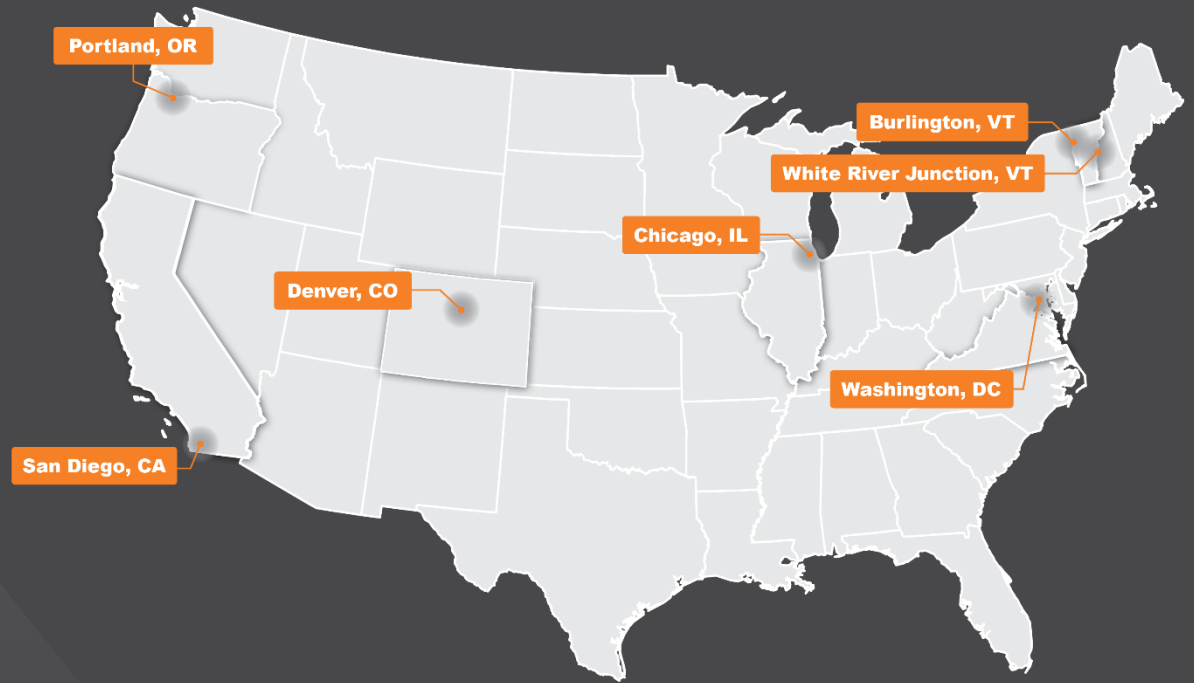 Portland, OR
Burlington, VT
White River Junction, VT
Chicago, IL
Denver, CO
Washington, DC
San Diego, CA